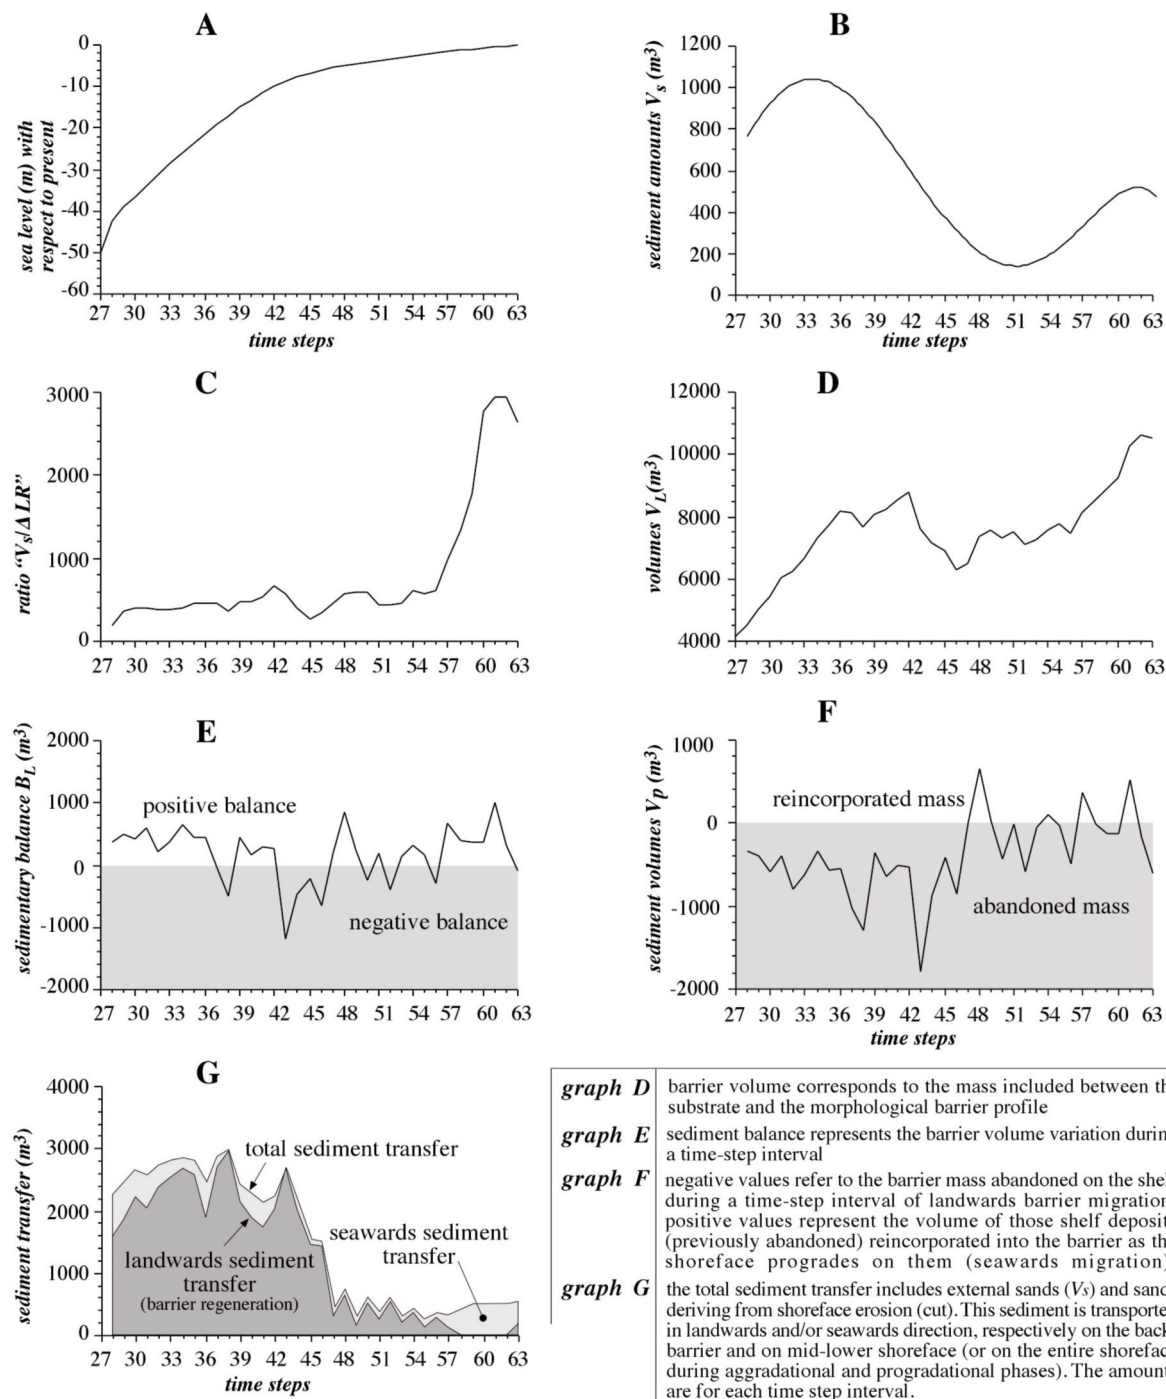 A
0
-10
-20
-30
-40
-50
-60
27 30 33 36 39 42 45 48 51 54 57 60 63
time steps
sea level (m) with
respect to present
B
1200
1000
800
600
400
200
0
27 30 33 36 39 42 45 48 51 54 57 60 63
time steps
sediment amounts Vs (m³)
C
3000
2000
1000
0
27 30 33 36 39 42 45 48 51 54 57 60 63
ratio “Vs/Δ LR”
D
12000
10000
8000
6000
4000
27 30 33 36 39 42 45 48 51 54 57 60 63
volumes VL(m³)
E
2000
1000
0
-1000
-2000
positive balance
negative balance
27 30 33 36 39 42 45 48 51 54 57 60 63
time steps
sedimentary balance BL (m³)
F
1000
0
-1000
-2000
reincorporated mass
abandoned mass
27 30 33 36 39 42 45 48 51 54 57 60 63
time steps
sediment volumes Vp (m³)
G
4000
3000
2000
1000
0
total sediment transfer
seawards sediment
transfer
landwards sediment
transfer
(barrier regeneration)
27 30 33 36 39 42 45 48 51 54 57 60 63
time steps
sediment transfer (m³)
graph D barrier volume corresponds to the mass included between th
substrate and the morphological barrier profile
graph E sediment balance represents the barrier volume variation durin
a time-step interval
graph F negative values refer to the barrier mass abandoned on the shel
during a time-step interval of landwards barrier migration
positive values represent the volume of those shelf deposit
(previously abandoned) reincorporated into the barrier as th
shoreface progrades on them (seawards migration)
graph G the total sediment transfer includes external sands (Vs) and sand
deriving from shoreface erosion (cut). This sediment is transporte
in landwards and/or seawards direction, respectively on the back
barrier and on mid-lower shoreface (or on the entire shorefac
during aggradational and progradational phases). The amount
are for each time step interval.